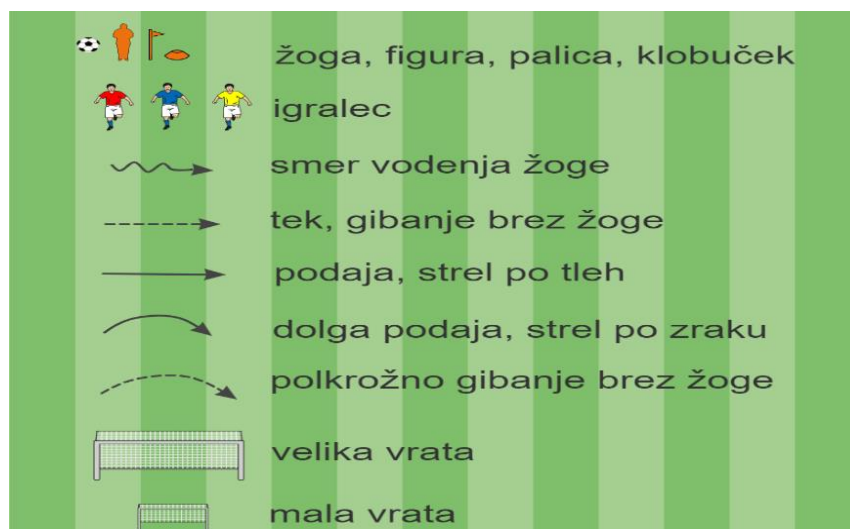 žoga, figura, palica, klobuček
igralec
smer vodenja žoge
tek, gibanje brez žoge
podaja, strel po tleh
dolga podaja, strel po zraku
polkrožno gibanje brez žoge
velika vrata
mala vrata